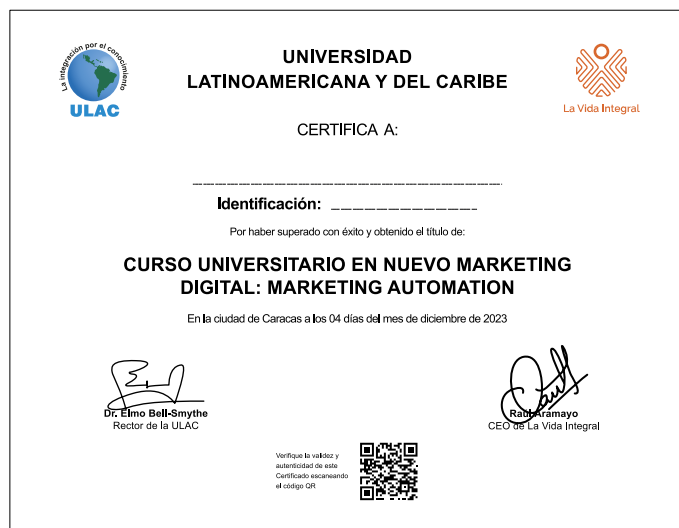 La integración por el conocimiento
ULAC
UNIVERSIDAD
LATINOAMERICANA Y DEL CARIBE
La Vida Integral
CERTIFICA A:
Identificación:
Por haber superado con éxito y obtenido el título de:
CURSO UNIVERSITARIO EN NUEVO MARKETING
DIGITAL: MARKETING AUTOMATION
En la ciudad de Caracas a los 04 días del mes de diciembre de 2023
Dr. Elmo Bell-Smythe
Rector de la ULAC
Raúl Aramayo
CEO de La Vida Integral
Verifique la validez y
autenticidad de este
Certificado escaneando
el código QR